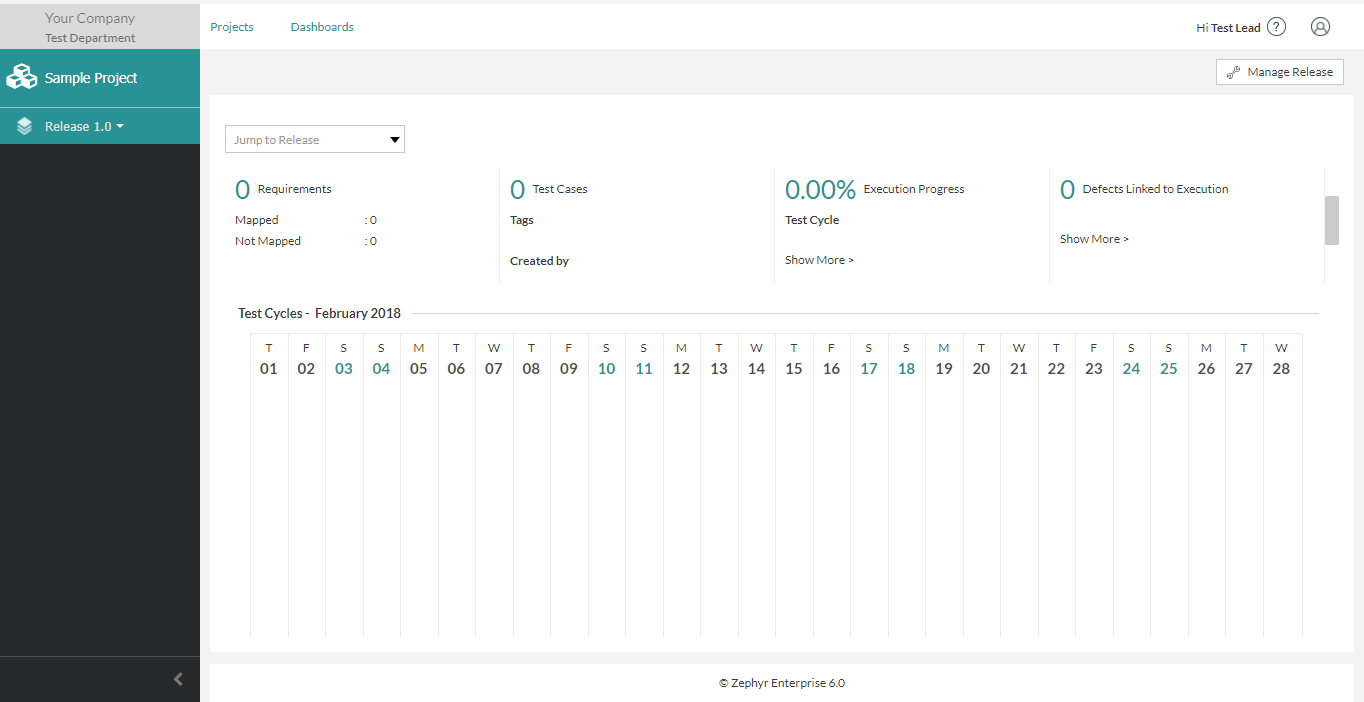 Your Company
Test Department
Projects Dashboards
Hi Test Lead ?
Sample Project
Manage Release
Release 1.0
Jump to Release
0 Requirements
Mapped : 0
Not Mapped : 0
0 Test Cases
Tags
Created by
0.00% Execution Progress
Test Cycle
Show More >
0 Defects Linked to Execution
Show More >
Test Cycles - February 2018
T F S S M T W T F S S M T W T F S S M T W T F S S M T W
01 02 03 04 05 06 07 08 09 10 11 12 13 14 15 16 17 18 19 20 21 22 23 24 25 26 27 28
© Zephyr Enterprise 6.0